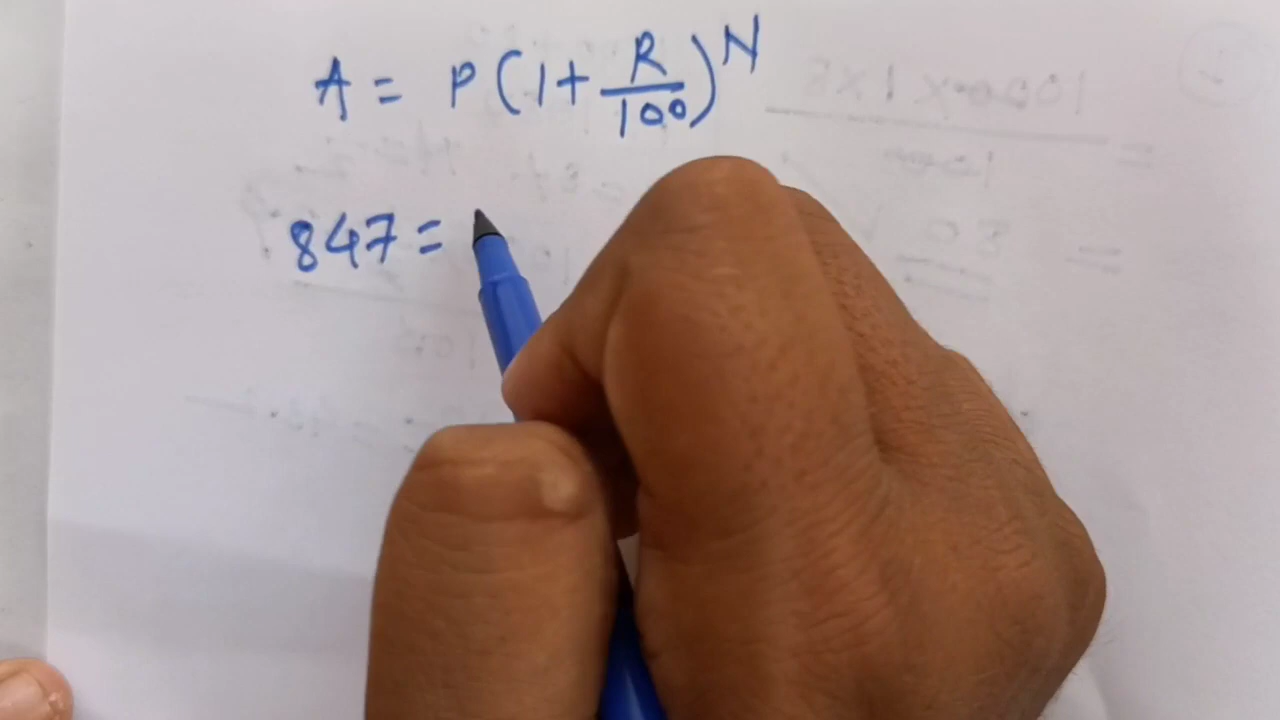 A = P(1 + R/100)^N
847 =